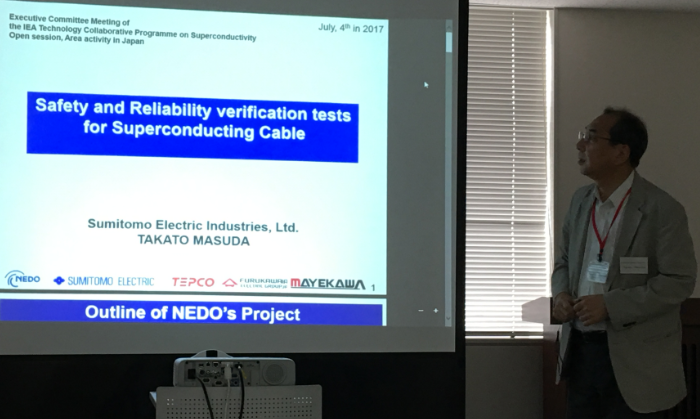 Executive Committee Meeting of
the IEA Technology Collaborative Programme on Superconductivity
Open session, Area activity in Japan
July, 4th in 2017
Safety and Reliability verification tests
for Superconducting Cable
Sumitomo Electric Industries, Ltd.
TAKATO MASUDA
NEDO SUMITOMO ELECTRIC TEPCO FURUKAWA MAYEKAWA 1
Outline of NEDO's Project